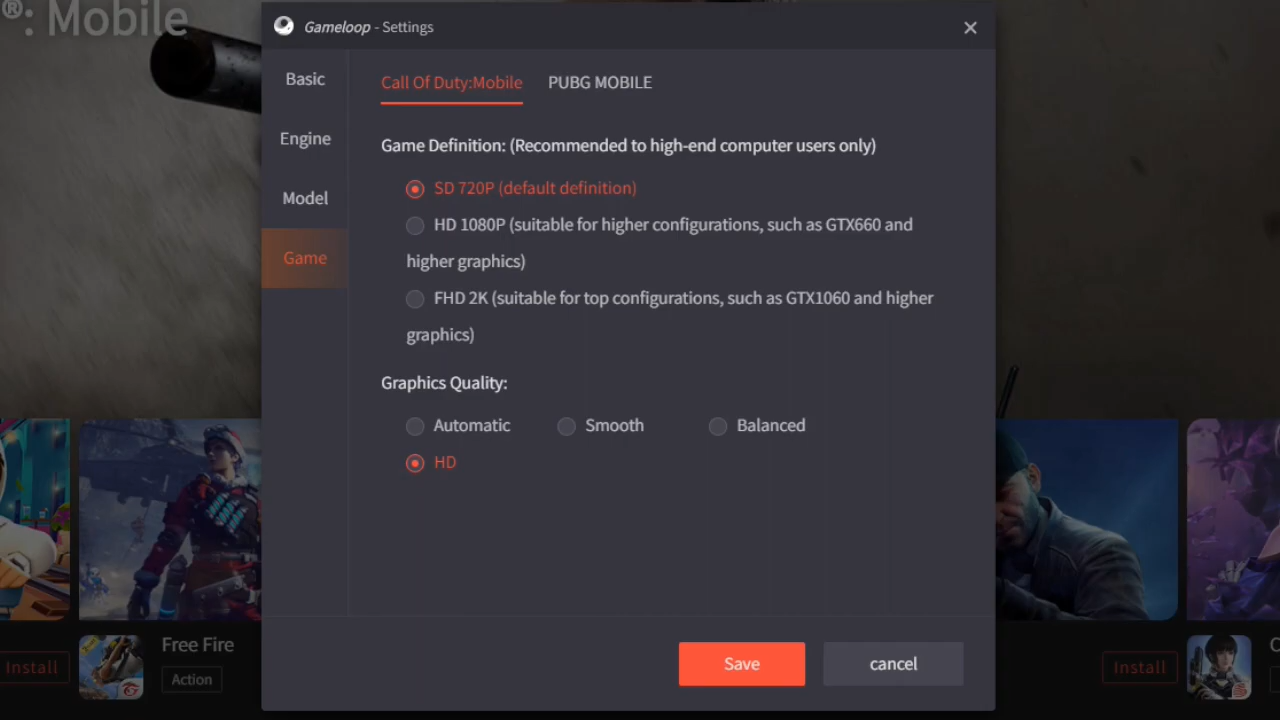 ®: Mobile
Gameloop - Settings
Basic
Engine
Model
Game
Call Of Duty:Mobile
PUBG MOBILE
Game Definition: (Recommended to high-end computer users only)
SD 720P (default definition)
HD 1080P (suitable for higher configurations, such as GTX660 and
higher graphics)
FHD 2K (suitable for top configurations, such as GTX1060 and higher
graphics)
Graphics Quality:
Automatic
Smooth
Balanced
HD
Save
cancel
Install
Free Fire
Action
Install